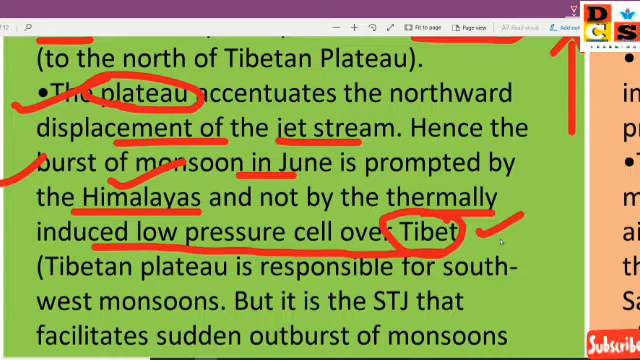 Fit to page
Page view
D C
S
LEARNING
(to the north of Tibetan Plateau).
•The plateau accentuates the northward
displacement of the jet stream. Hence the
burst of monsoon in June is prompted by
the Himalayas and not by the thermally
induced low pressure cell over Tibet
(Tibetan plateau is responsible for south-
west monsoons. But it is the STJ that
facilitates sudden outburst of monsoons
Subscribe